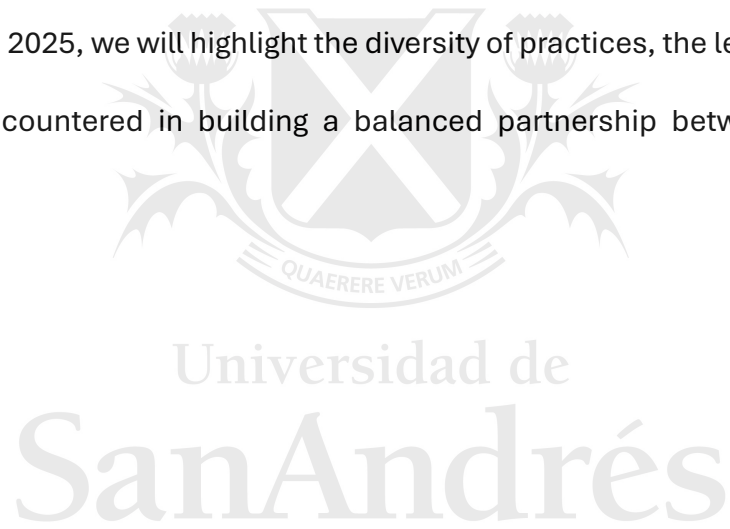 2025, we will highlight the diversity of practices, the le
countered in building a balanced partnership betw
QUAERERE VERUM
Universidad de
SanAndrés